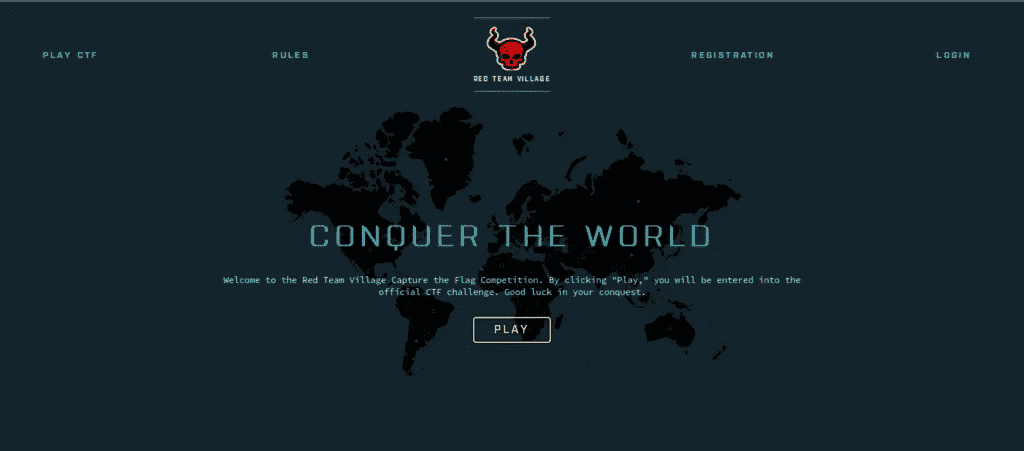 PLAY CTF
RULES
RED TEAM VILLAGE
REGISTRATION
LOGIN
CONQUER THE WORLD
Welcome to the Red Team Village Capture the Flag Competition. By clicking "Play," you will be entered into the
official CTF challenge. Good luck in your conquest.
PLAY